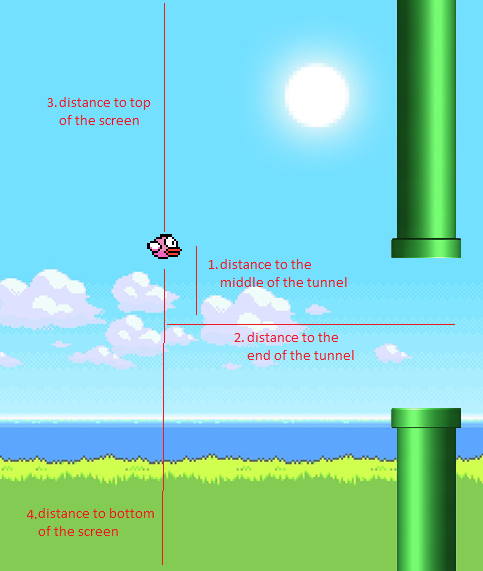 3. distance to top
of the screen
1. distance to the
middle of the tunnel
2. distance to the
end of the tunnel
4. distance to bottom
of the screen